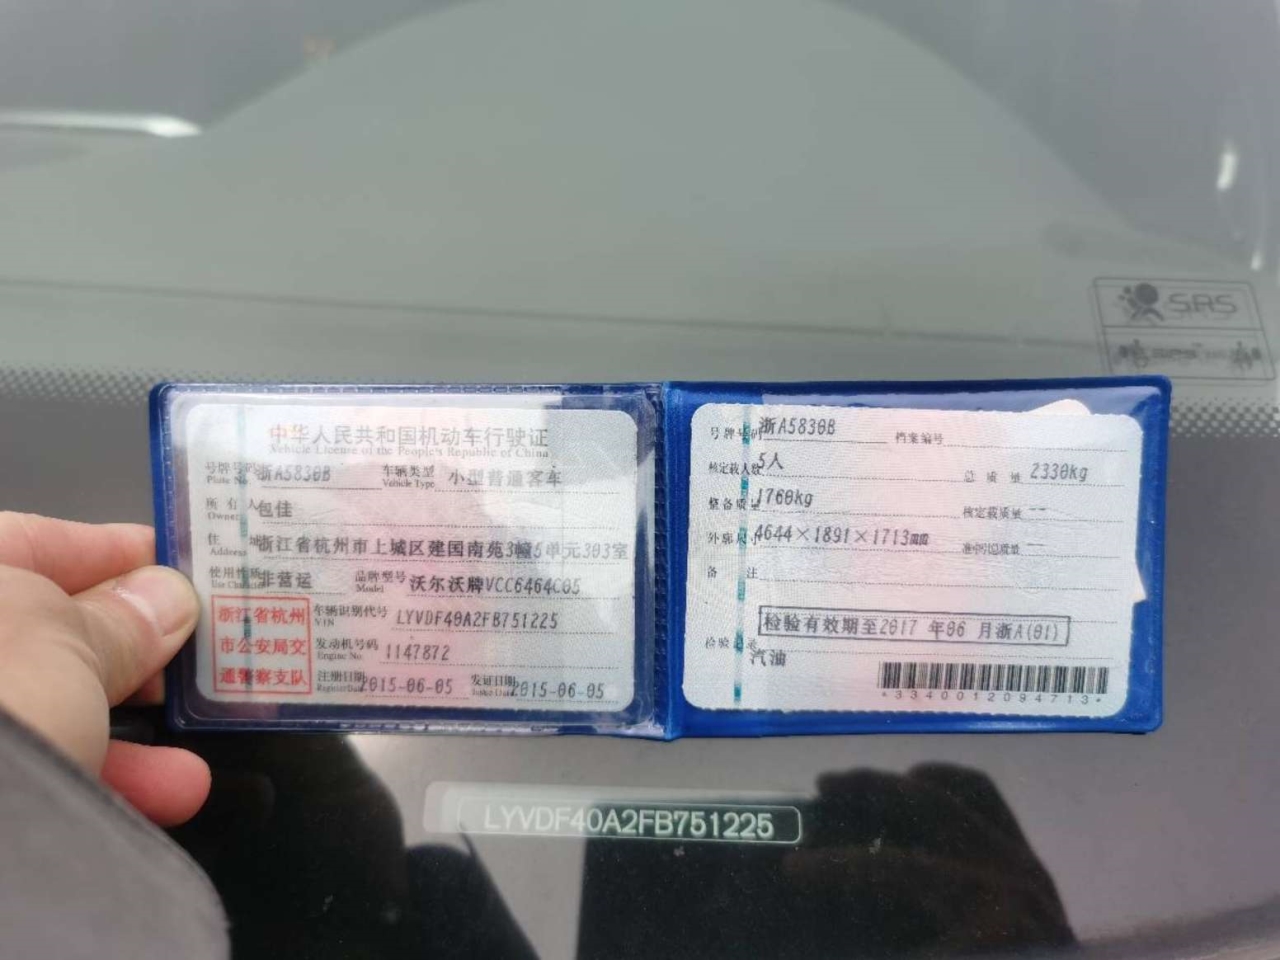 中华人民共和国机动车行驶证
Vehicle License of the People's Republic of China
号牌号码 浙A5830B 车辆类型 小型普通客车
Plate No. Vehicle Type
所有人 包佳
Owner
住址 浙江省杭州市上城区建国南苑3幢5单元303室
Address
使用性质 非营运 品牌型号 沃尔沃牌VCC6464C05
Use Character Model
浙江省杭州
市公安局交
通警察支队
车辆识别代号 LYVDF40A2FB751225
VIN
发动机号码 1147872
Engine No.
注册日期 2015-06-05 发证日期 2015-06-05
Register Date Issue Date
号牌号码 浙A5830B 档案编号
核定载人数 5人 总质量 2330kg
整备质量 1760kg 核定载质量 --
外廓尺寸 4644×1891×1713 --
备注
检验有效期至2017 年06 月浙A(01)
检验记录
汽油
*3340012094713*
SRS
LYVDF40A2FB751225